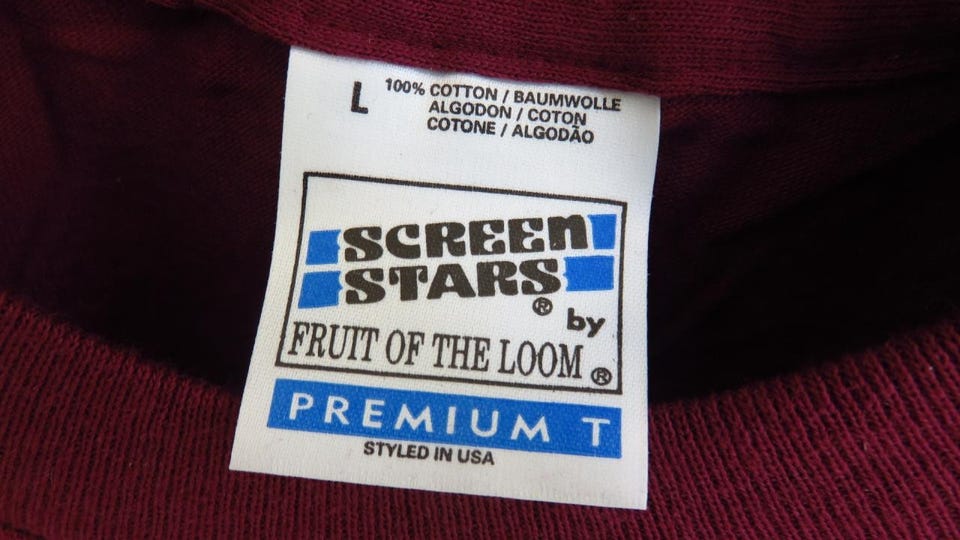 L
100% COTTON / BAUMWOLLE
ALGODON / COTON
COTONE / ALGODÃO
SCREEN
STARS® by
FRUIT OF THE LOOM®
PREMIUM T
STYLED IN USA